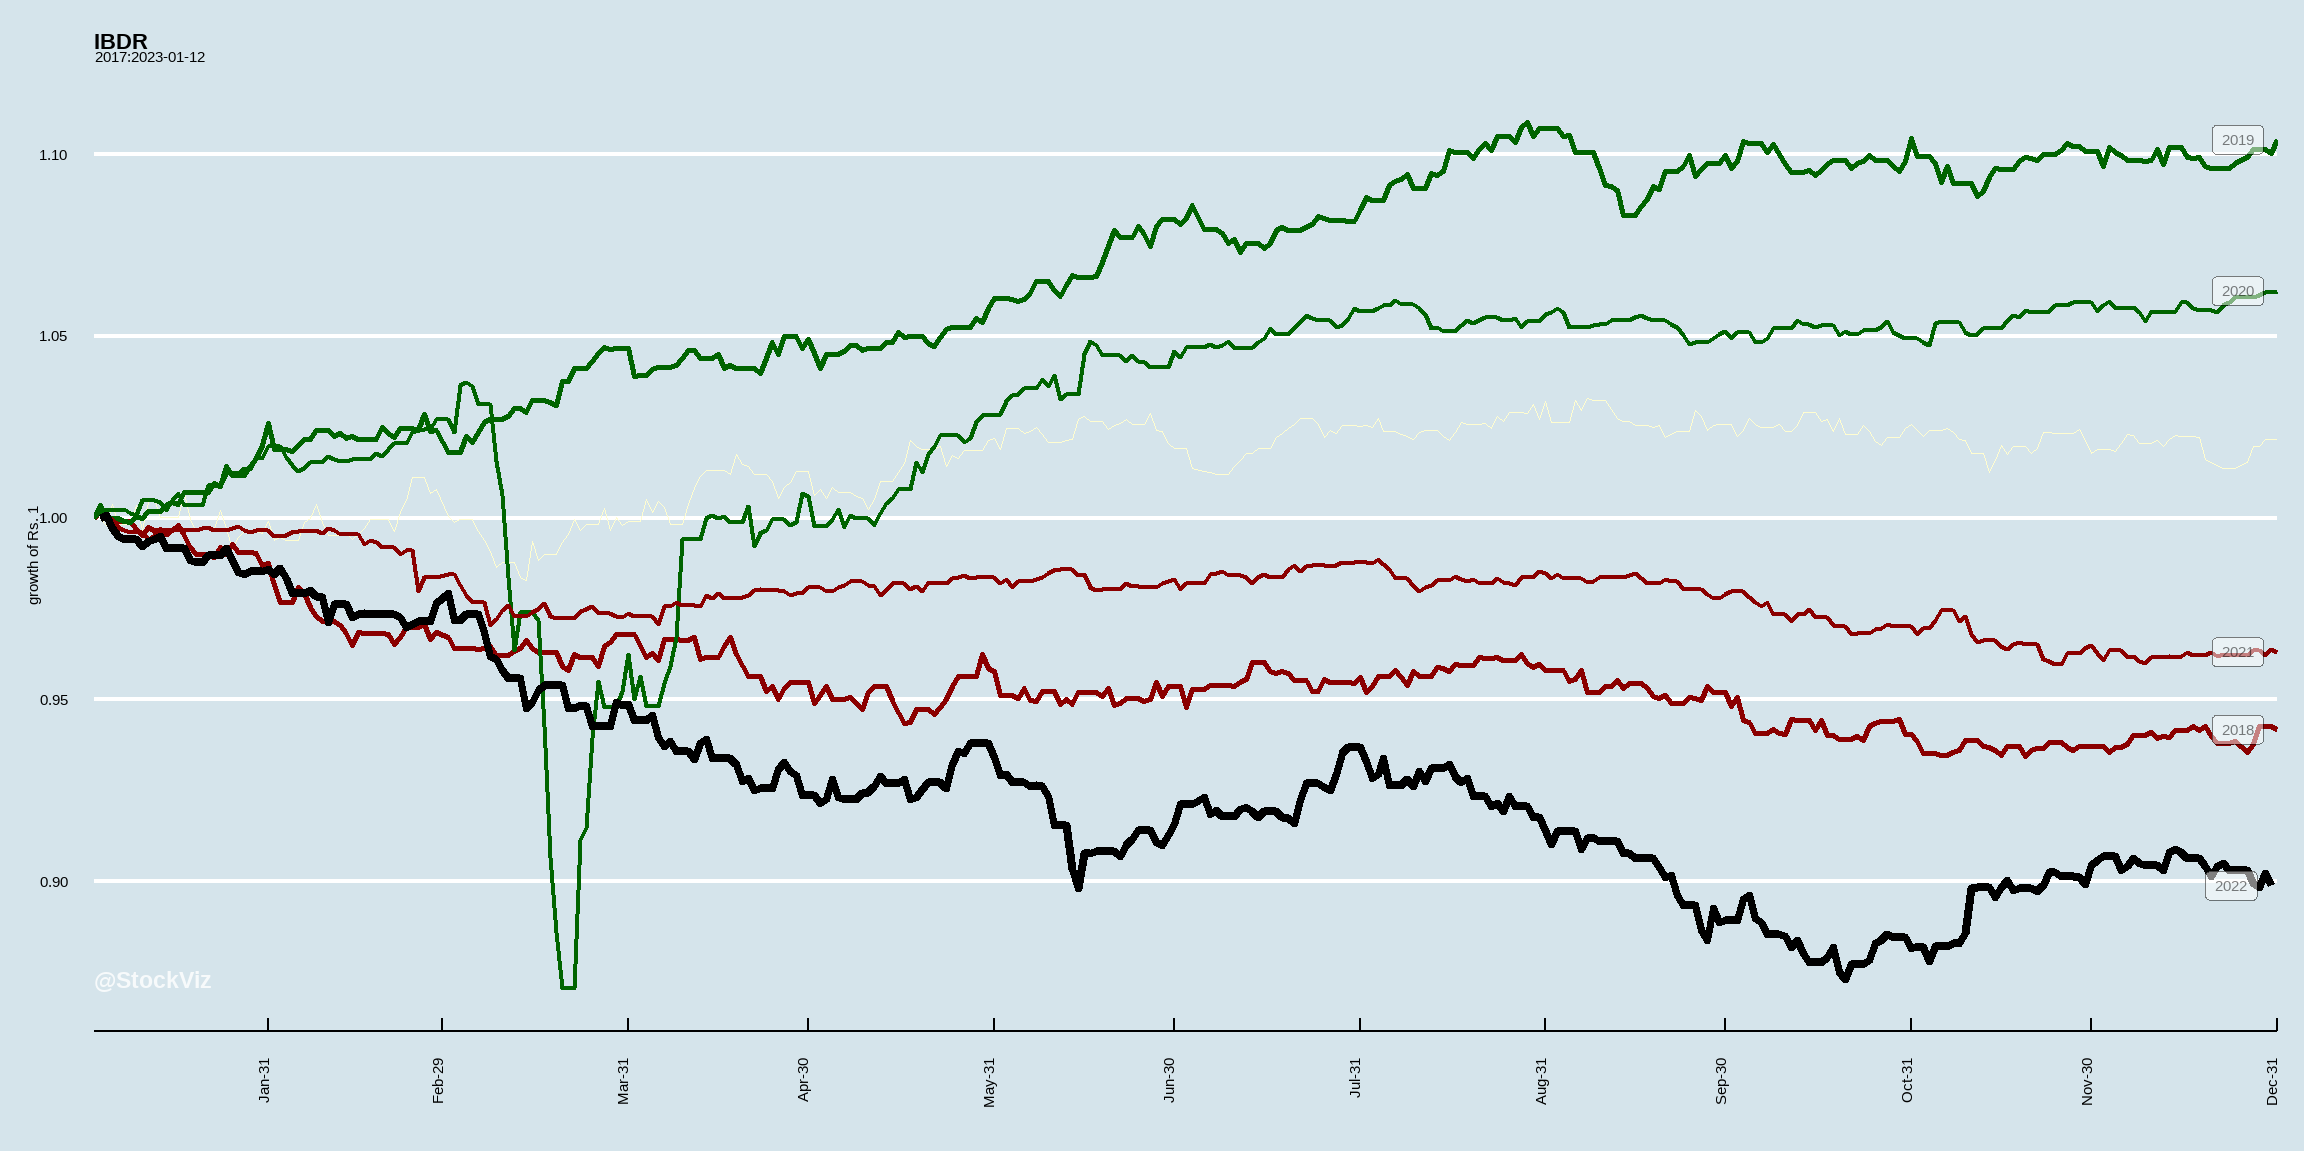 IBDR
2017:2023-01-12
2019
1.10
2020
1.05
1.00
growth of Rs. 1
2021
0.95
2018
0.90
2022
@StockViz
Jan-31
Feb-29
Mar-31
Apr-30
May-31
Jun-30
Jul-31
Aug-31
Sep-30
Oct-31
Nov-30
Dec-31